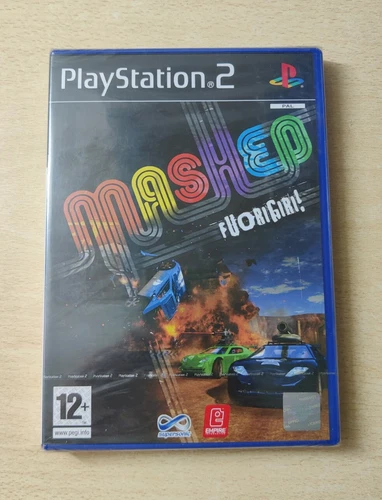 PlayStation®2
PAL
MASHED
FUORIGIRI!
12+
www.pegi.info
supersonic
EMPIRE